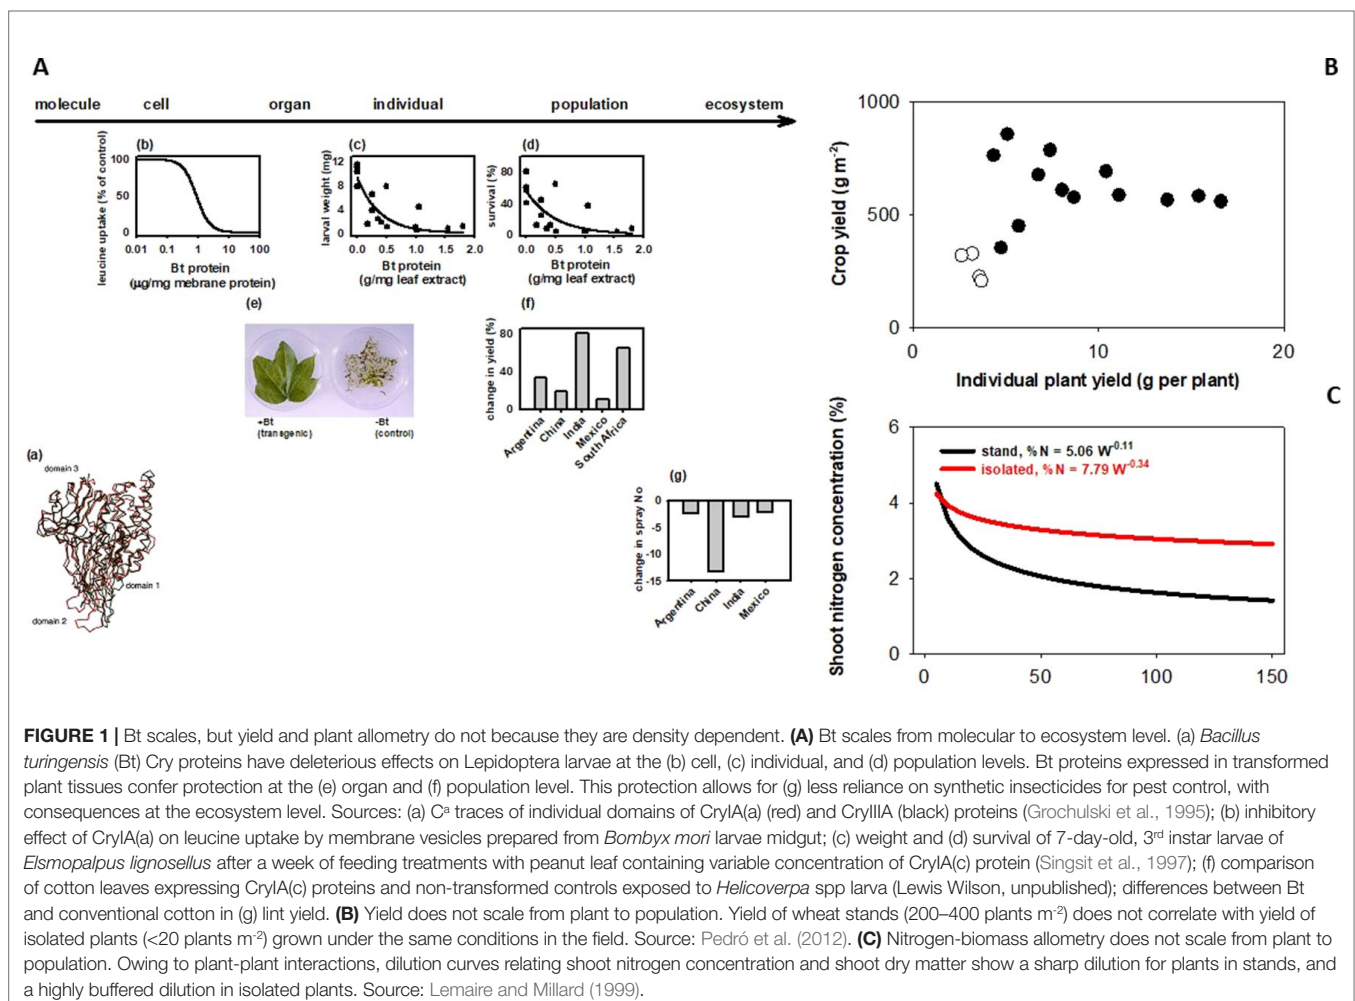 A
B
molecule cell organ individual population ecosystem
(b)
leucine uptake (% of control)
100
50
0
0.01 0.1 1 10 100
Bt protein
(µg/mg mebrane protein)
(c)
larval weight (mg)
12
8
4
0
0.0 0.5 1.0 1.5 2.0
Bt protein
(g/mg leaf extract)
(d)
survival (%)
80
40
0
0.0 0.5 1.0 1.5 2.0
Bt protein
(g/mg leaf extract)
(e)
+Bt
(transgenic)
-Bt
(control)
(f)
change in yield (%)
80
40
0
Argentina
China
India
Mexico
South Africa
(a)
domain 3
domain 1
domain 2
(g)
change in spray No
0
-5
-10
-15
Argentina
China
India
Mexico
Crop yield (g m-2)
1000
500
0
0 10 20
Individual plant yield (g per plant)
C
Shoot nitrogen concentration (%)
6
4
2
0
stand, %N = 5.06 W-0.11
isolated, %N = 7.79 W-0.34
0 50 100 150
FIGURE 1 | Bt scales, but yield and plant allometry do not because they are density dependent. (A) Bt scales from molecular to ecosystem level. (a) Bacillus
turingensis (Bt) Cry proteins have deleterious effects on Lepidoptera larvae at the (b) cell, (c) individual, and (d) population levels. Bt proteins expressed in transformed
plant tissues confer protection at the (e) organ and (f) population level. This protection allows for (g) less reliance on synthetic insecticides for pest control, with
consequences at the ecosystem level. Sources: (a) Cª traces of individual domains of CryIA(a) (red) and CryIIIA (black) proteins (Grochulski et al., 1995); (b) inhibitory
effect of CryIA(a) on leucine uptake by membrane vesicles prepared from Bombyx mori larvae midgut; (c) weight and (d) survival of 7-day-old, 3rd instar larvae of
Elsmopalpus lignosellus after a week of feeding treatments with peanut leaf containing variable concentration of CryIA(c) protein (Singsit et al., 1997); (f) comparison
of cotton leaves expressing CryIA(c) proteins and non-transformed controls exposed to Helicoverpa spp larva (Lewis Wilson, unpublished); differences between Bt
and conventional cotton in (g) lint yield. (B) Yield does not scale from plant to population. Yield of wheat stands (200–400 plants m-2) does not correlate with yield of
isolated plants (<20 plants m-2) grown under the same conditions in the field. Source: Pedró et al. (2012). (C) Nitrogen-biomass allometry does not scale from plant to
population. Owing to plant-plant interactions, dilution curves relating shoot nitrogen concentration and shoot dry matter show a sharp dilution for plants in stands, and
a highly buffered dilution in isolated plants. Source: Lemaire and Millard (1999).